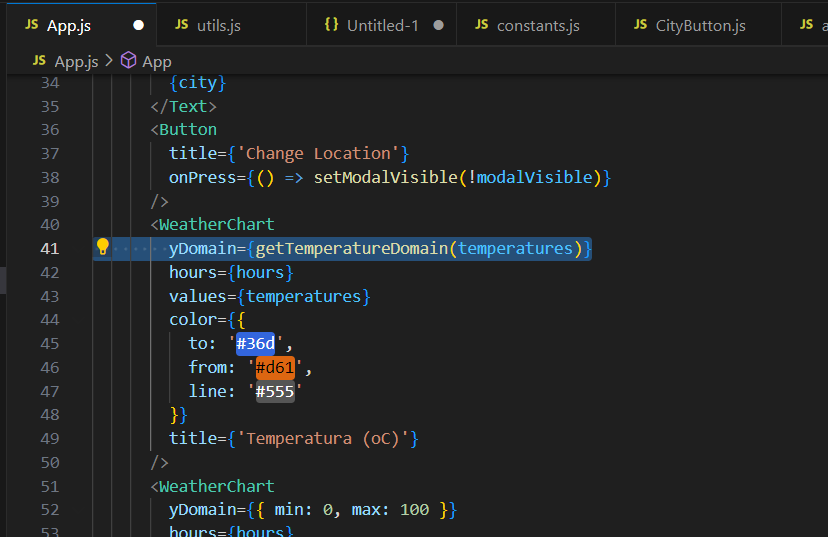 JS App.js ● JS utils.js {} Untitled-1 ● JS constants.js JS CityButton.js JS
JS App.js > App
34 {city}
35 </Text>
36 <Button
37 title={'Change Location'}
38 onPress={() => setModalVisible(!modalVisible)}
39 />
40 <WeatherChart
41 yDomain={getTemperatureDomain(temperatures)}
42 hours={hours}
43 values={temperatures}
44 color={{
45 to: '#36d',
46 from: '#d61',
47 line: '#555'
48 }}
49 title={'Temperatura (oC)'}
50 />
51 <WeatherChart
52 yDomain={{ min: 0, max: 100 }}
53 hours={hours}